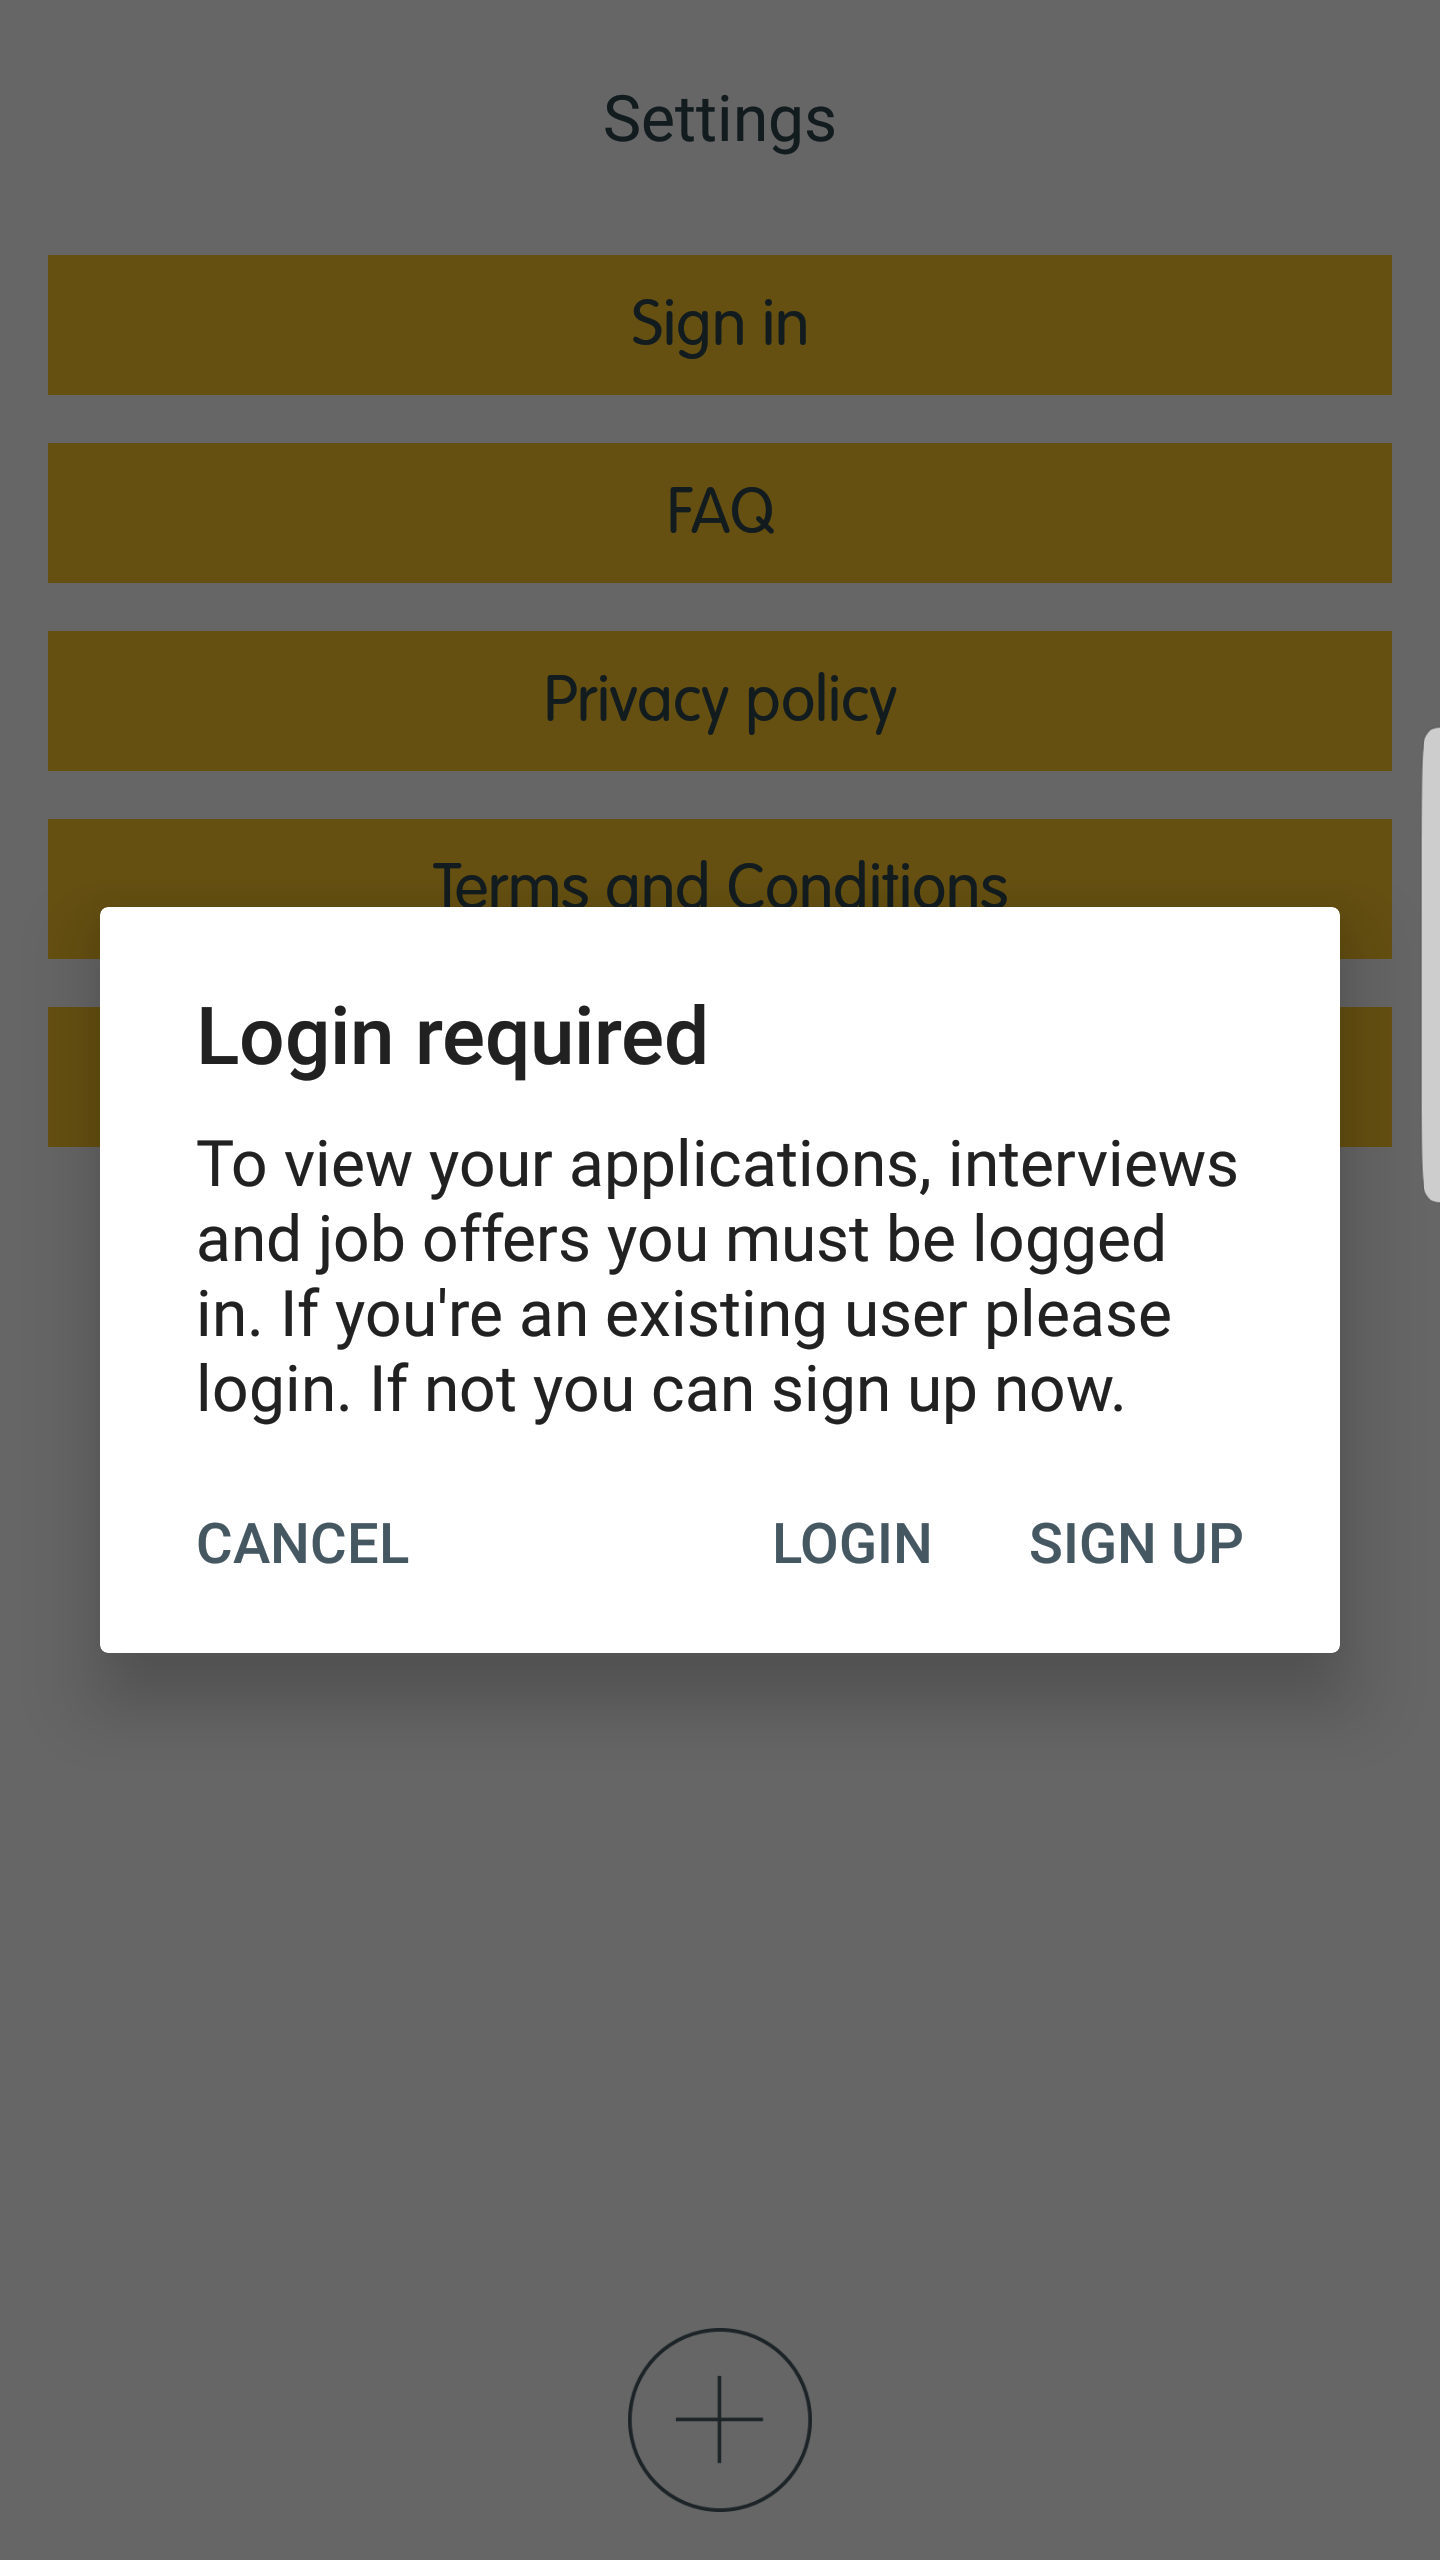 Settings
Sign in
FAQ
Privacy policy
Terms and Conditions
Login required
To view your applications, interviews
and job offers you must be logged
in. If you're an existing user please
login. If not you can sign up now.
CANCEL LOGIN SIGN UP